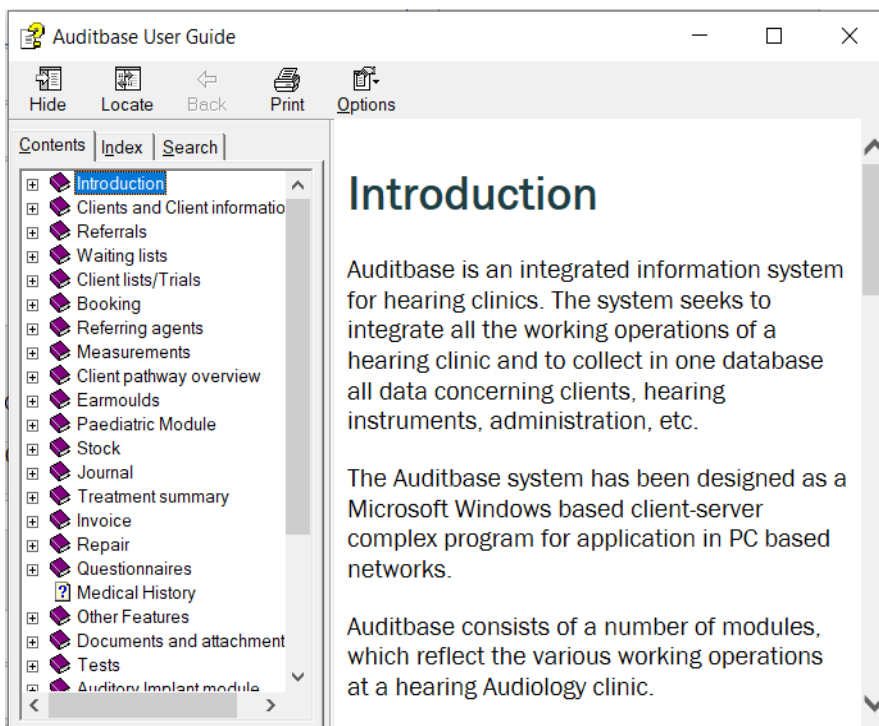 Auditbase User Guide
Hide Locate Back Print Options
Contents Index Search
Introduction
Clients and Client informatio
Referrals
Waiting lists
Client lists/Trials
Booking
Referring agents
Measurements
Client pathway overview
Earmoulds
Paediatric Module
Stock
Journal
Treatment summary
Invoice
Repair
Questionnaires
Medical History
Other Features
Documents and attachment
Tests
Auditory Implant module
Introduction
Auditbase is an integrated information system
for hearing clinics. The system seeks to
integrate all the working operations of a
hearing clinic and to collect in one database
all data concerning clients, hearing
instruments, administration, etc.
The Auditbase system has been designed as a
Microsoft Windows based client-server
complex program for application in PC based
networks.
Auditbase consists of a number of modules,
which reflect the various working operations
at a hearing Audiology clinic.